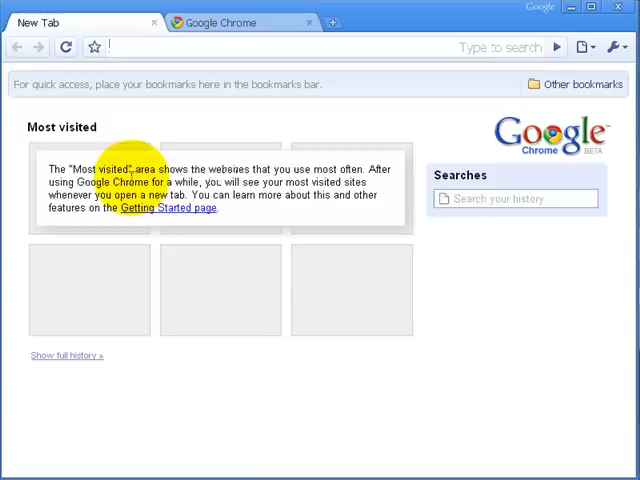 Google
New Tab
Google Chrome
Type to search
For quick access, place your bookmarks here in the bookmarks bar.
Other bookmarks
Most visited
Google
Chrome BETA
The "Most visited" area shows the websites that you use most often. After
using Google Chrome for a while, you will see your most visited sites
whenever you open a new tab. You can learn more about this and other
features on the Getting Started page.
Searches
Search your history
Show full history »